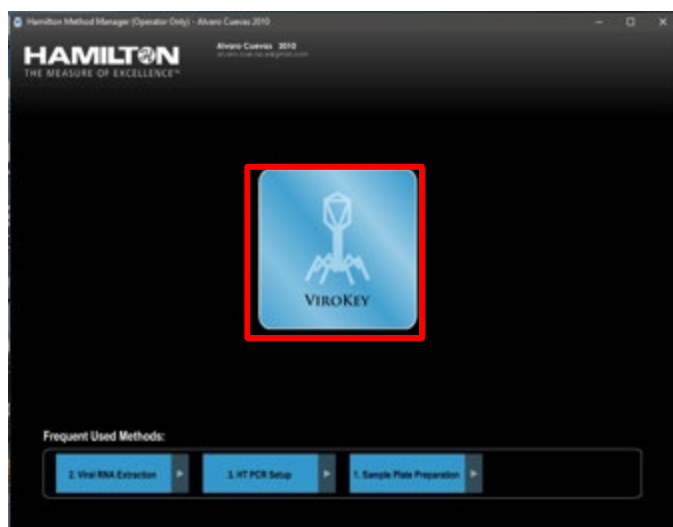 Hamilton Method Manager (Operator Only) - Alvaro Cuevas 2010
HAMILTON
THE MEASURE OF EXCELLENCE™
Alvaro Cuevas 2010
VIROKEY
Frequent Used Methods:
2. Viral RNA Extraction
3. HT PCR Setup
1. Sample Plate Preparation